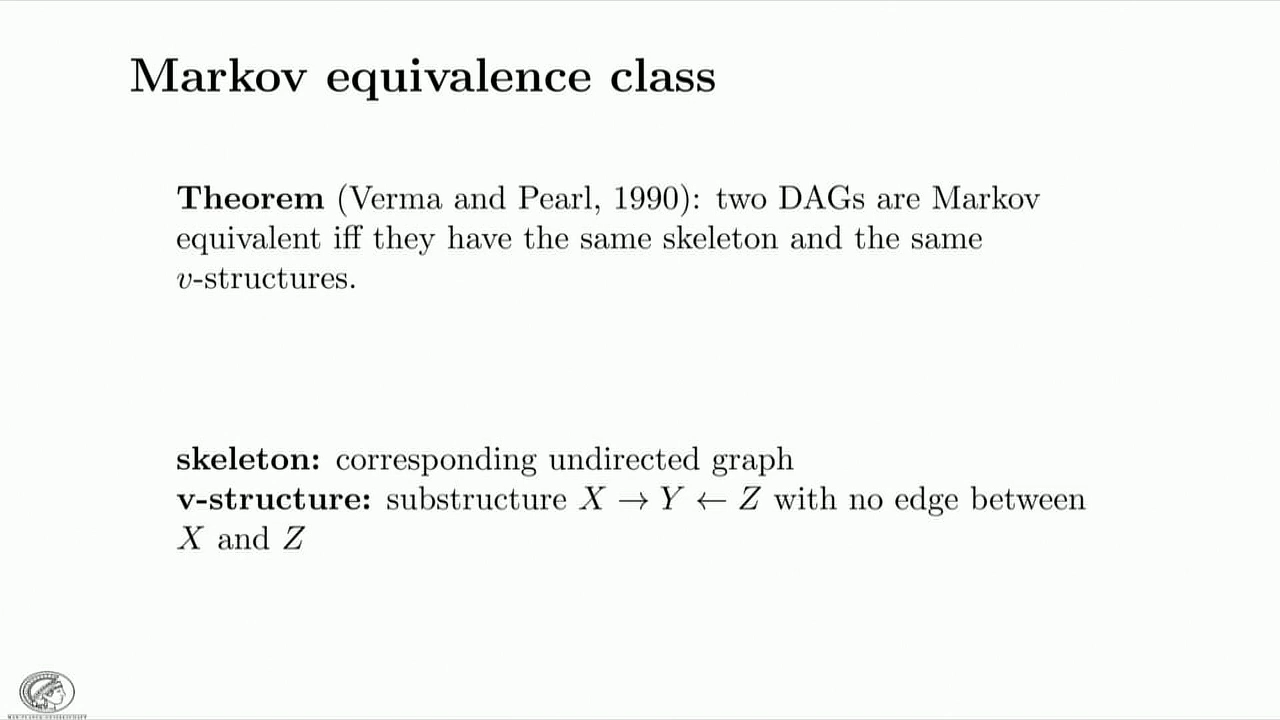 Markov equivalence class
Theorem (Verma and Pearl, 1990): two DAGs are Markov
equivalent iff they have the same skeleton and the same
v-structures.
skeleton: corresponding undirected graph
v-structure: substructure X → Y ← Z with no edge between
X and Z